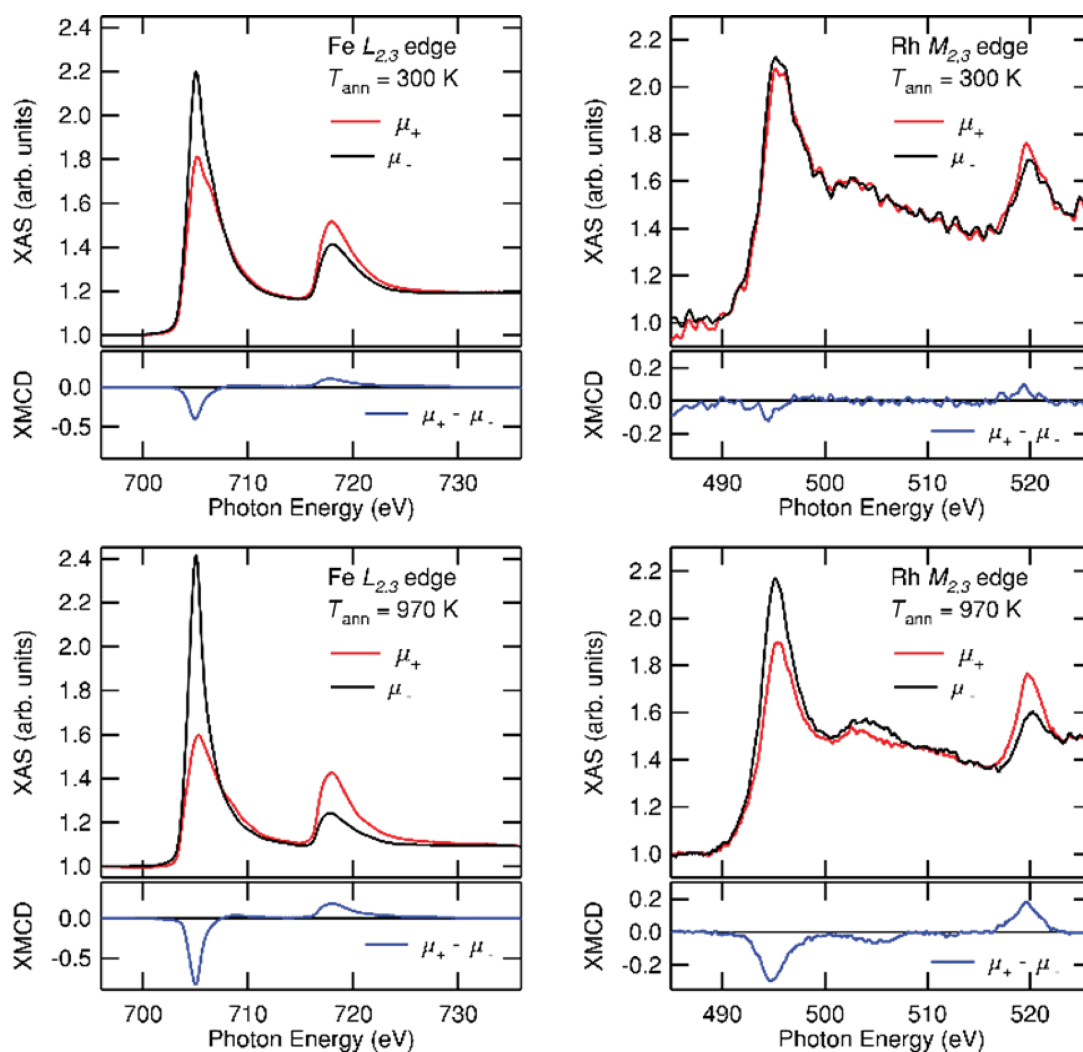 2.4
2.2
2.0
1.8
1.6
1.4
1.2
1.0
XAS (arb. units)
Fe L2,3 edge
Tann = 300 K
μ+
μ-
0.0
-0.5
XMCD
μ+ - μ-
700 710 720 730
Photon Energy (eV)
2.2
2.0
1.8
1.6
1.4
1.2
1.0
XAS (arb. units)
Rh M2,3 edge
Tann = 300 K
μ+
μ-
0.2
0.0
-0.2
XMCD
μ+ - μ-
490 500 510 520
Photon Energy (eV)
2.4
2.2
2.0
1.8
1.6
1.4
1.2
1.0
XAS (arb. units)
Fe L2,3 edge
Tann = 970 K
μ+
μ-
0.0
-0.5
XMCD
μ+ - μ-
700 710 720 730
Photon Energy (eV)
2.2
2.0
1.8
1.6
1.4
1.2
1.0
XAS (arb. units)
Rh M2,3 edge
Tann = 970 K
μ+
μ-
0.2
0.0
-0.2
XMCD
μ+ - μ-
490 500 510 520
Photon Energy (eV)